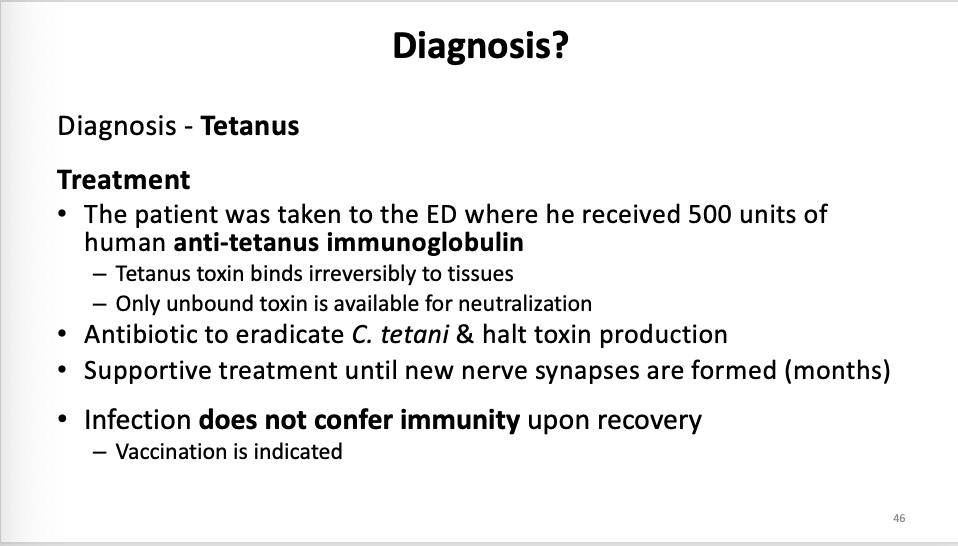 Diagnosis?
Diagnosis - Tetanus
Treatment
• The patient was taken to the ED where he received 500 units of
human anti-tetanus immunoglobulin
– Tetanus toxin binds irreversibly to tissues
– Only unbound toxin is available for neutralization
• Antibiotic to eradicate C. tetani & halt toxin production
• Supportive treatment until new nerve synapses are formed (months)
• Infection does not confer immunity upon recovery
– Vaccination is indicated
46